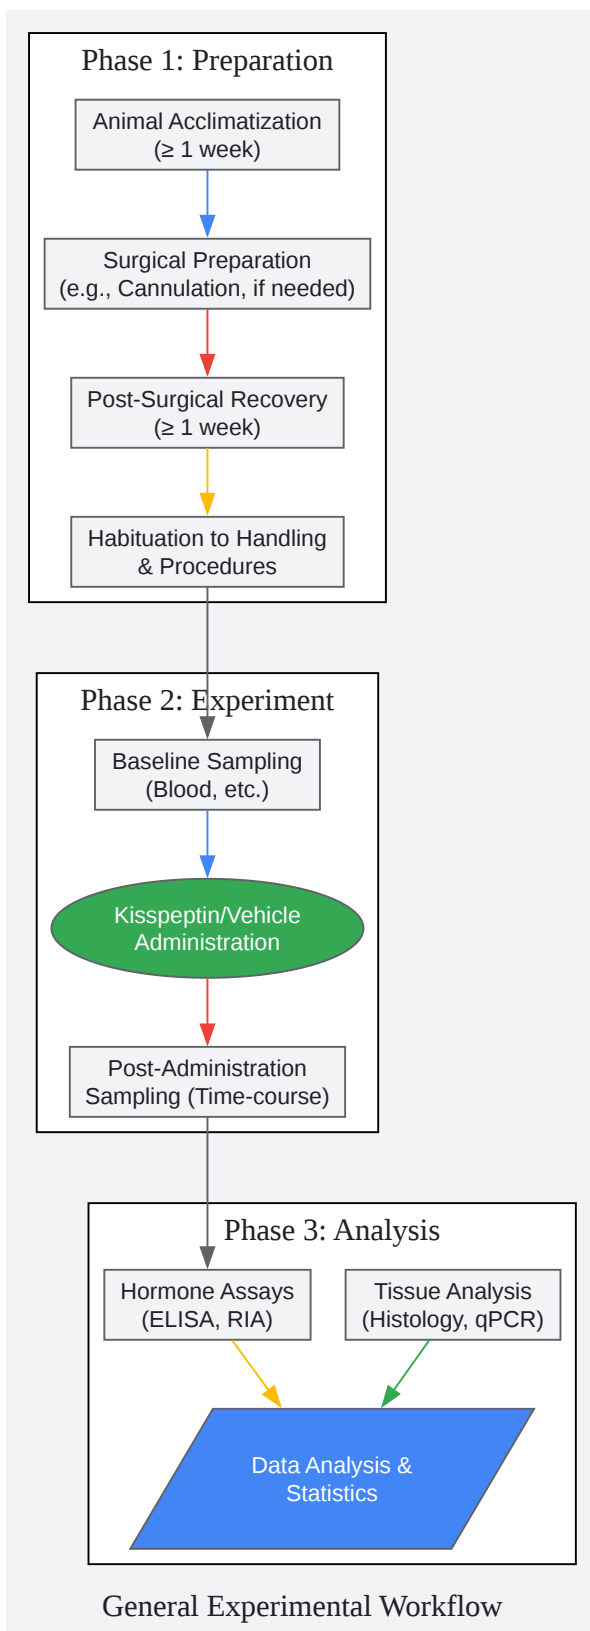 Phase 1: Preparation
Animal Acclimatization
(≥ 1 week)
Surgical Preparation
(e.g., Cannulation, if needed)
Post-Surgical Recovery
(≥ 1 week)
Habituation to Handling
& Procedures
Phase 2: Experiment
Baseline Sampling
(Blood, etc.)
Kisspeptin/Vehicle
Administration
Post-Administration
Sampling (Time-course)
Phase 3: Analysis
Hormone Assays
(ELISA, RIA)
Tissue Analysis
(Histology, qPCR)
Data Analysis &
Statistics
General Experimental Workflow